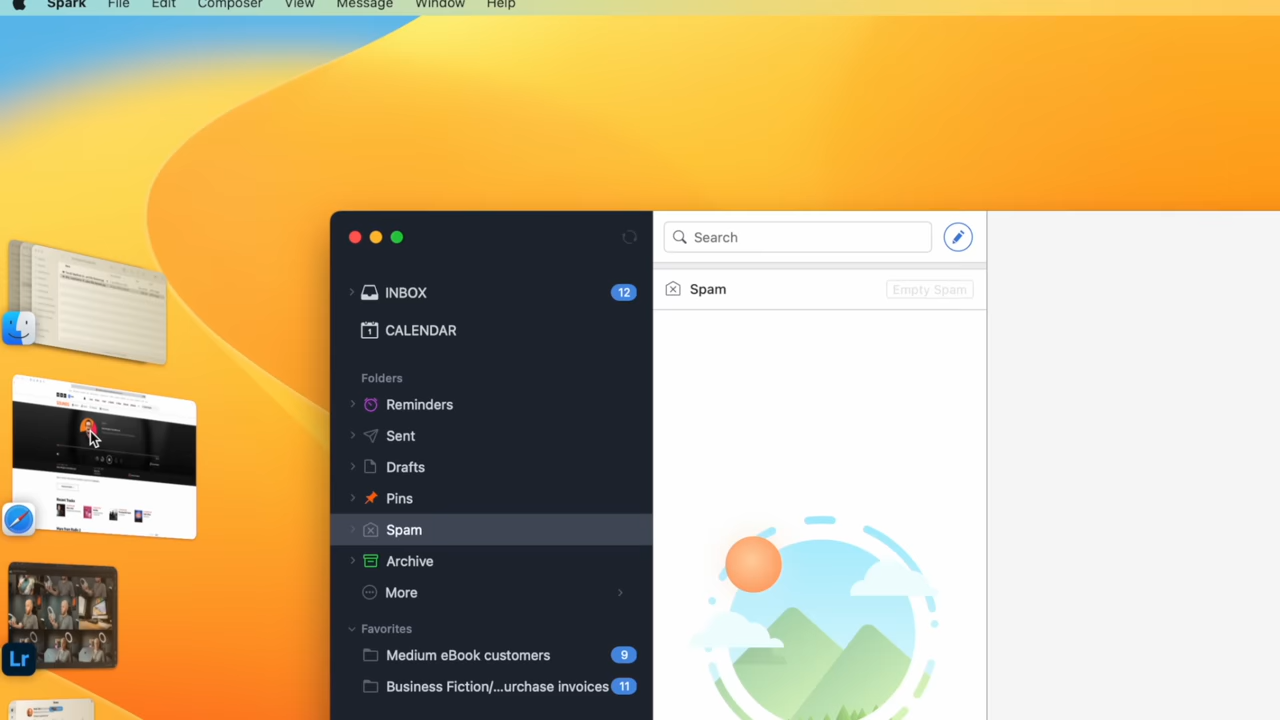 Spark File Edit Composer View Message Window Help
Search
INBOX 12
Spam Empty Spam
CALENDAR
Folders
Reminders
Sent
Drafts
Pins
Spam
Archive
More
Favorites
Medium eBook customers 9
Business Fiction/...urchase invoices 11
Lr